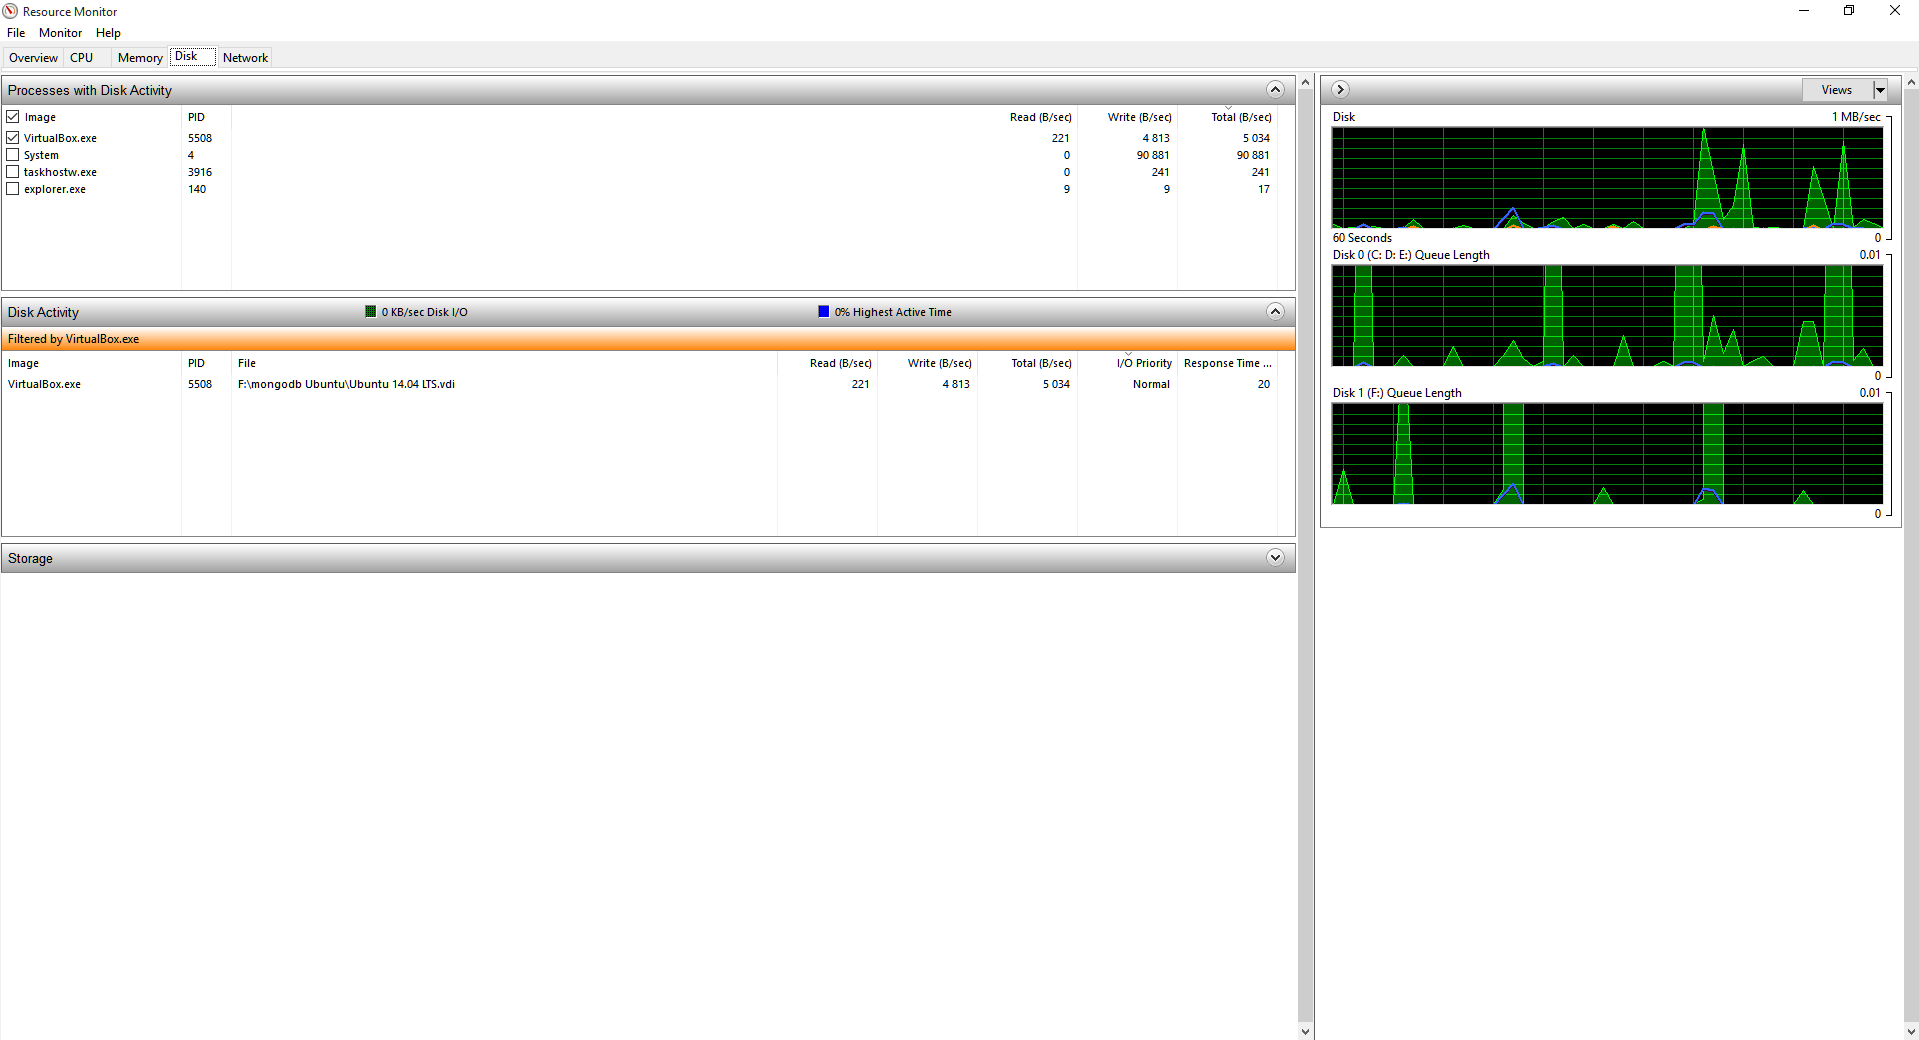 Resource Monitor
File Monitor Help
Overview CPU Memory Disk Network
Processes with Disk Activity
Image PID Read (B/sec) Write (B/sec) Total (B/sec)
VirtualBox.exe 5508 221 4 813 5 034
System 4 0 90 881 90 881
taskhostw.exe 3916 0 241 241
explorer.exe 140 9 9 17
Disk Activity 0 KB/sec Disk I/O 0% Highest Active Time
Filtered by VirtualBox.exe
Image PID File Read (B/sec) Write (B/sec) Total (B/sec) I/O Priority Response Time ...
VirtualBox.exe 5508 F:\mongodb Ubuntu\Ubuntu 14.04 LTS.vdi 221 4 813 5 034 Normal 20
Storage
Views
Disk 1 MB/sec
60 Seconds 0
Disk 0 (C: D: E:) Queue Length 0.01
0
Disk 1 (F:) Queue Length 0.01
0